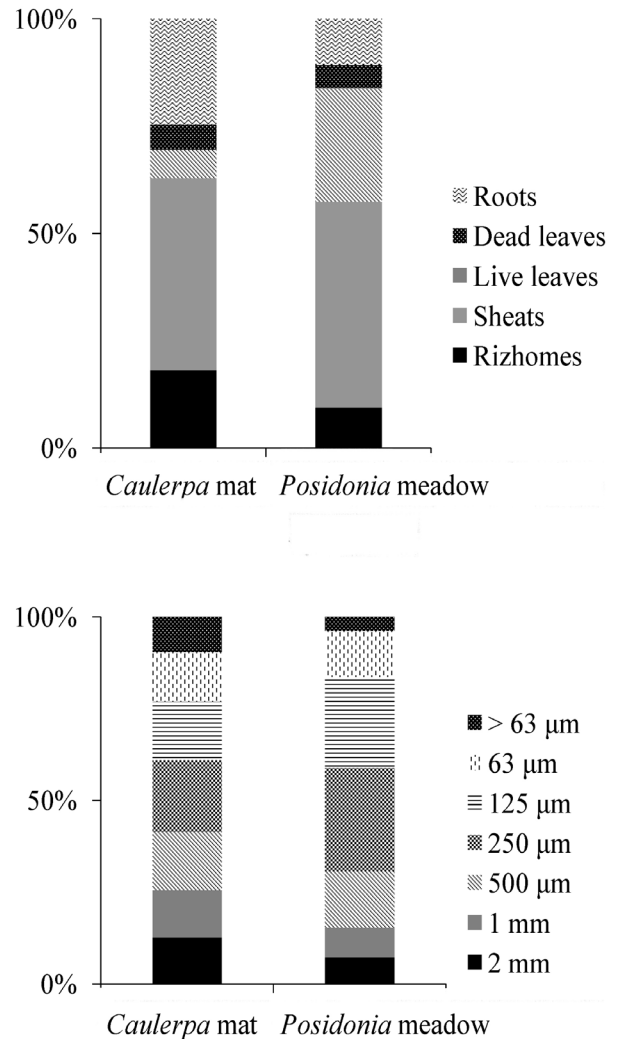 100%
50%
0%
Roots
Dead leaves
Live leaves
Sheats
Rizhomes
Caulerpa mat
Posidonia meadow
100%
50%
0%
> 63 µm
63 µm
125 µm
250 µm
500 µm
1 mm
2 mm
Caulerpa mat
Posidonia meadow